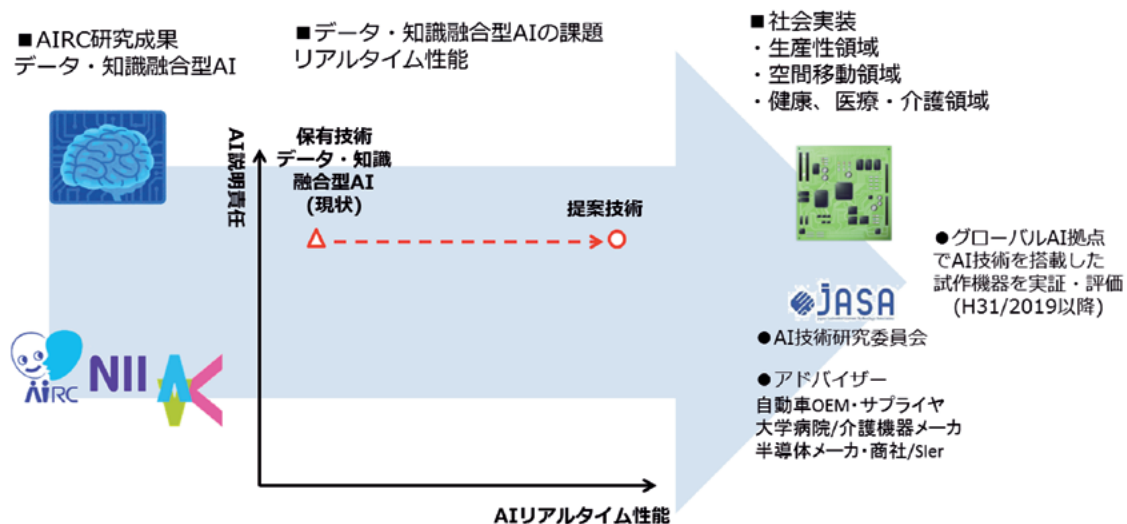 ■AIRC研究成果
データ・知識融合型AI
■データ・知識融合型AIの課題
リアルタイム性能
■社会実装
・生産性領域
・空間移動領域
・健康、医療・介護領域
AI説明責任
保有技術
データ・知識
融合型AI
(現状)
提案技術
AIリアルタイム性能
AiRC
NII
JASA
●AI技術研究委員会
●アドバイザー
自動車OEM・サプライヤ
大学病院/介護機器メーカ
半導体メーカ・商社/SIer
●グローバルAI拠点
でAI技術を搭載した
試作機器を実証・評価
(H31/2019以降)